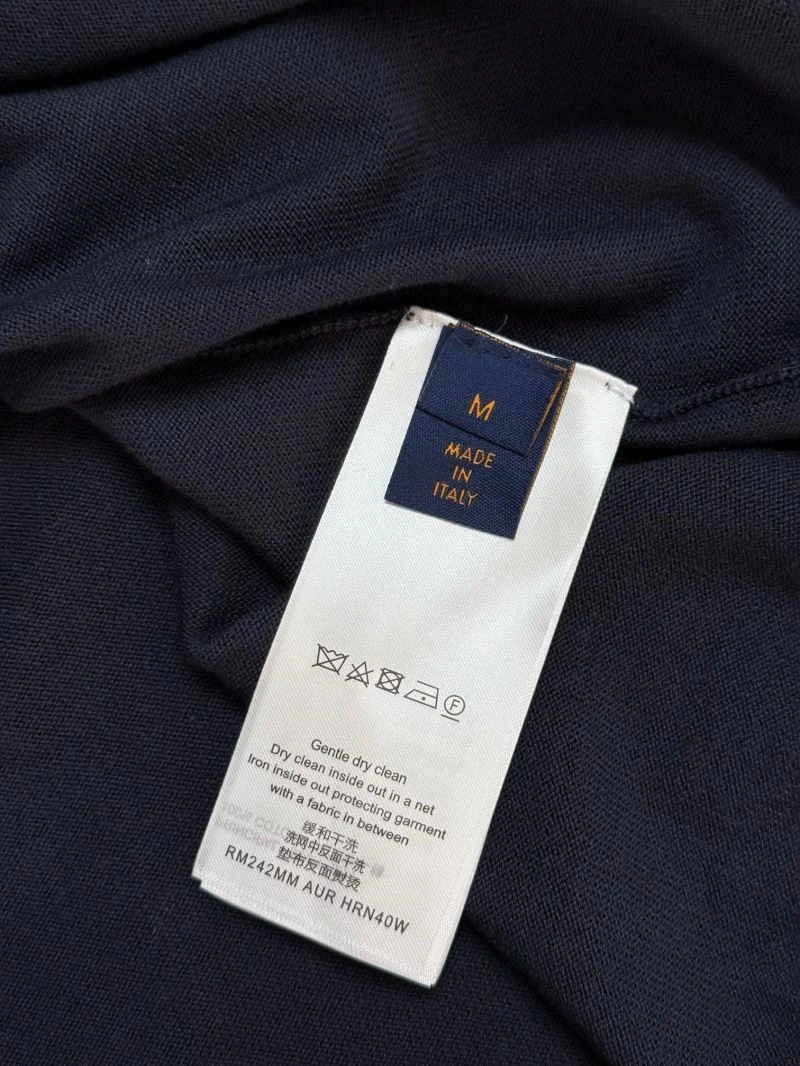 M
MADE
IN
ITALY
F
Gentle dry clean
Dry clean inside out in a net
Iron inside out protecting garment
with a fabric in between
缓和干洗
洗网中反面干洗
垫布反面熨烫
RM242MM AUR HRN40W